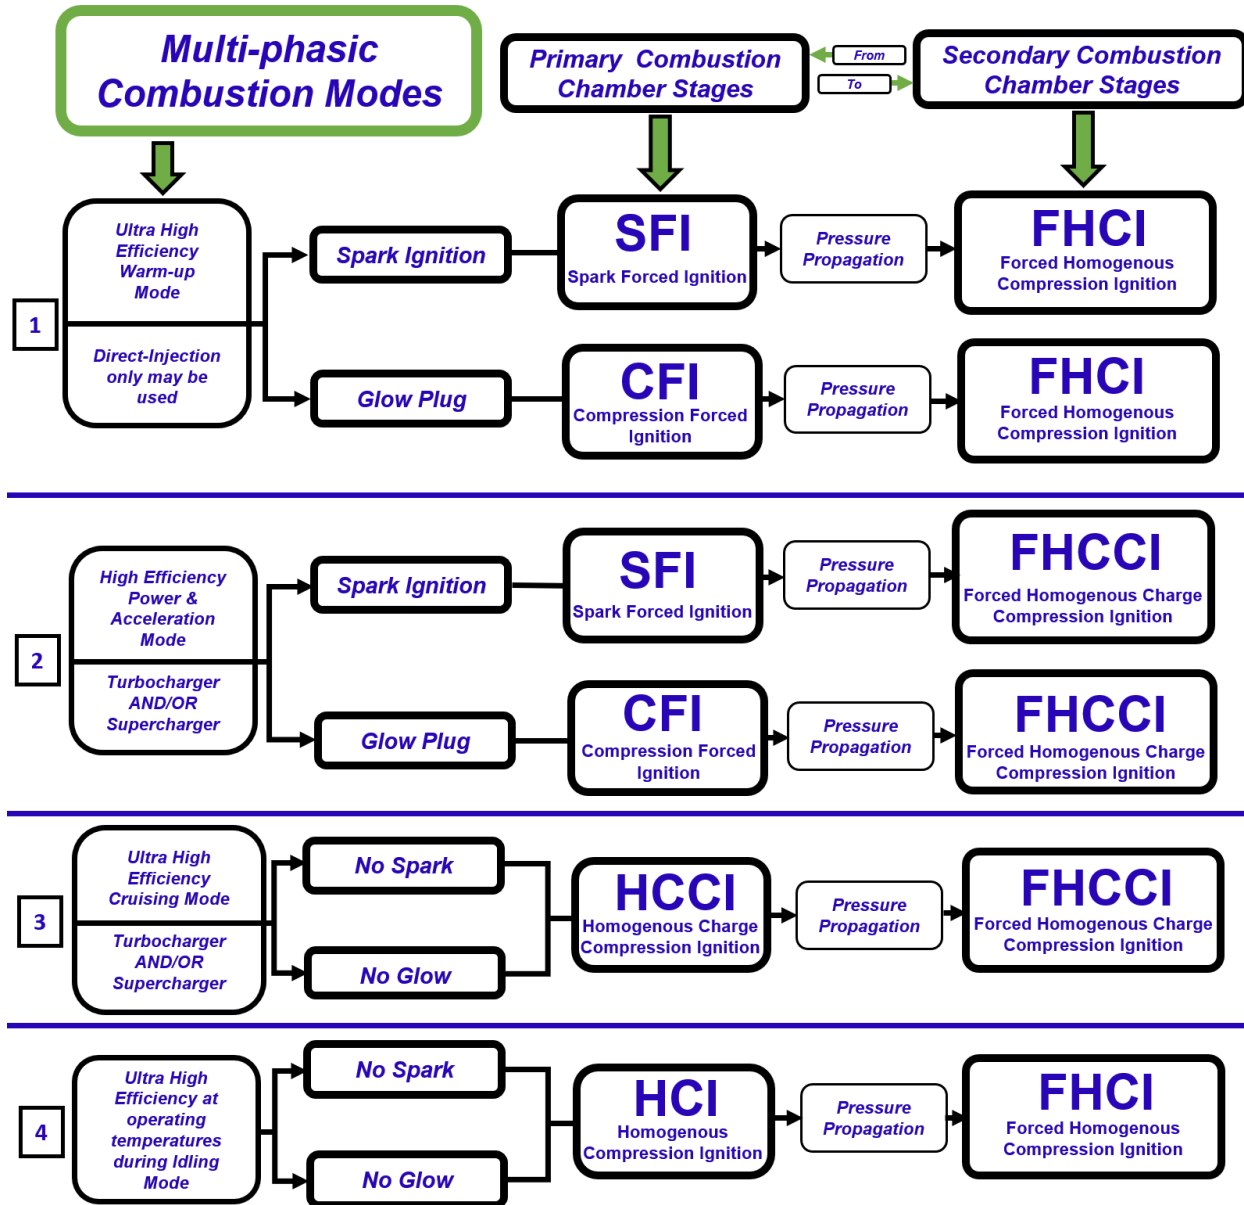 Multi-phasic
Combustion Modes
Primary Combustion
Chamber Stages
From
To
Secondary Combustion
Chamber Stages
1
Ultra High
Efficiency
Warm-up
Mode
Direct-Injection
only may be
used
Spark Ignition
SFI
Spark Forced Ignition
Pressure
Propagation
FHCI
Forced Homogenous
Compression Ignition
Glow Plug
CFI
Compression Forced
Ignition
Pressure
Propagation
FHCI
Forced Homogenous
Compression Ignition
2
High Efficiency
Power &
Acceleration
Mode
Turbocharger
AND/OR
Supercharger
Spark Ignition
SFI
Spark Forced Ignition
Pressure
Propagation
FHCCI
Forced Homogenous Charge
Compression Ignition
Glow Plug
CFI
Compression Forced
Ignition
Pressure
Propagation
FHCCI
Forced Homogenous Charge
Compression Ignition
3
Ultra High
Efficiency
Cruising Mode
Turbocharger
AND/OR
Supercharger
No Spark
No Glow
HCCI
Homogenous Charge
Compression Ignition
Pressure
Propagation
FHCCI
Forced Homogenous Charge
Compression Ignition
4
Ultra High
Efficiency at
operating
temperatures
during Idling
Mode
No Spark
No Glow
HCI
Homogenous
Compression Ignition
Pressure
Propagation
FHCI
Forced Homogenous
Compression Ignition